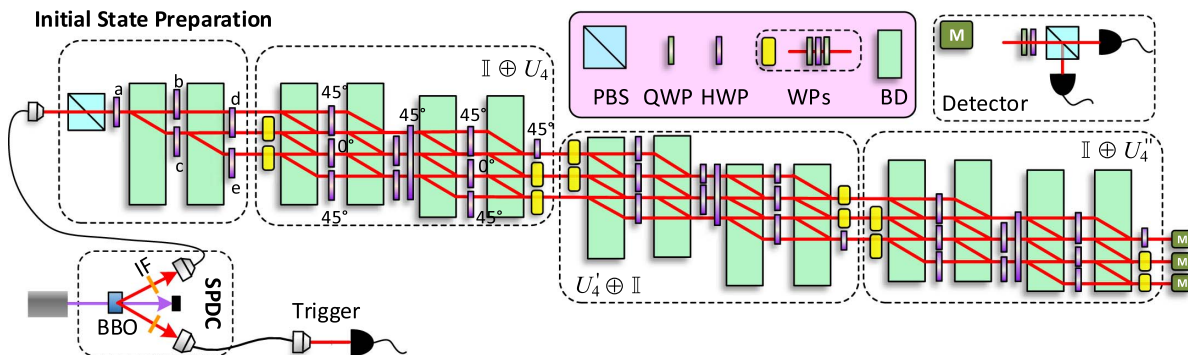 Initial State Preparation
a
b
c
d
e
𝕀 ⊕ U₄
45°
45°
45°
45°
0°
0°
45°
45°
PBS
QWP
HWP
WPs
BD
M
Detector
U₄' ⊕ 𝕀
𝕀 ⊕ U₄'
M
M
M
IF
BBO
SPDC
Trigger